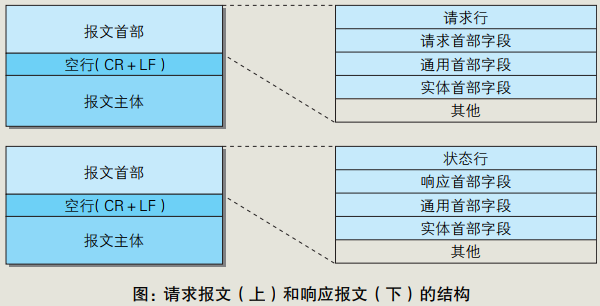 报文首部
空行(CR+LF)
报文主体
请求行
请求首部字段
通用首部字段
实体首部字段
其他
报文首部
空行(CR+LF)
报文主体
状态行
响应首部字段
通用首部字段
实体首部字段
其他
图:请求报文(上)和响应报文(下)的结构